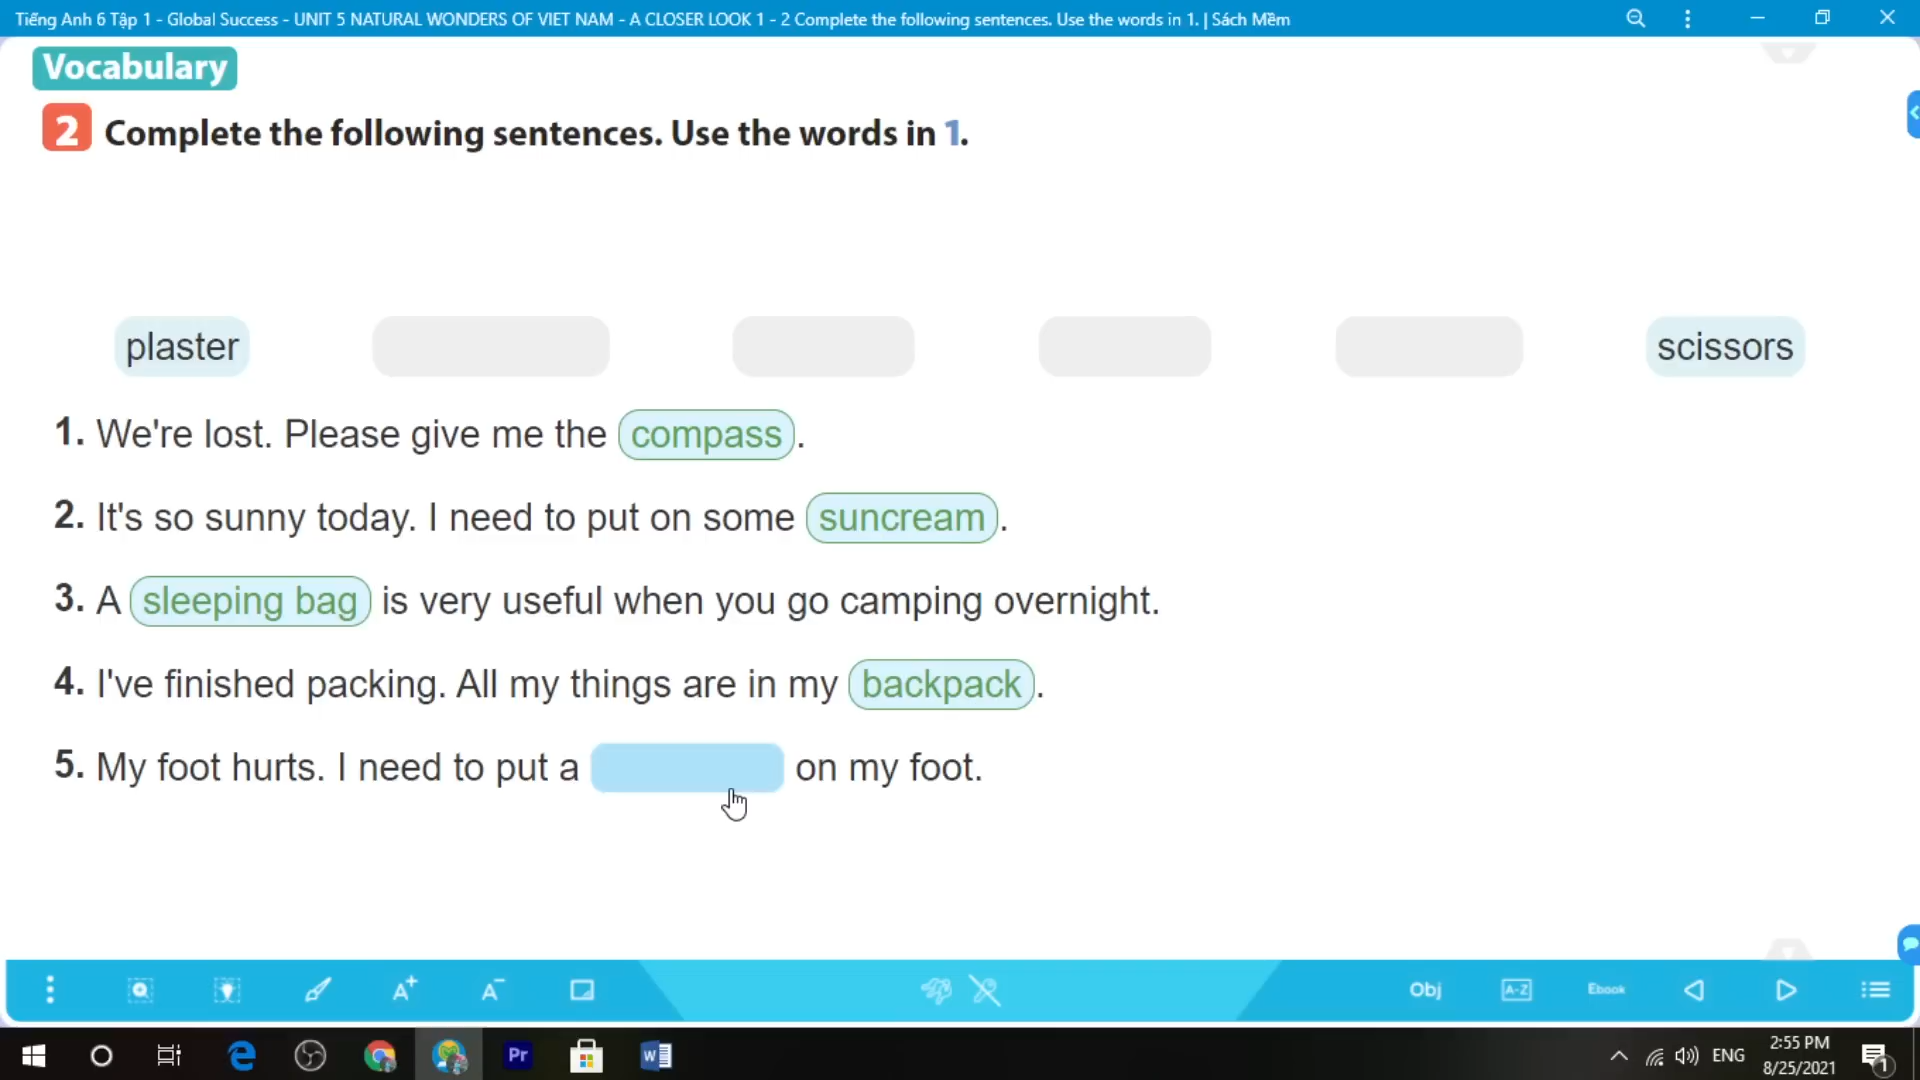 Tiếng Anh 6 Tập 1 - Global Success - UNIT 5 NATURAL WONDERS OF VIET NAM - A CLOSER LOOK 1 - 2 Complete the following sentences. Use the words in 1. | Sách Mềm
Vocabulary
2 Complete the following sentences. Use the words in 1.
plaster scissors
1. We're lost. Please give me the compass.
2. It's so sunny today. I need to put on some suncream.
3. A sleeping bag is very useful when you go camping overnight.
4. I've finished packing. All my things are in my backpack.
5. My foot hurts. I need to put a on my foot.
A+ A- Obj A-Z Ebook
Pr W ENG 2:55 PM
8/25/2021 1